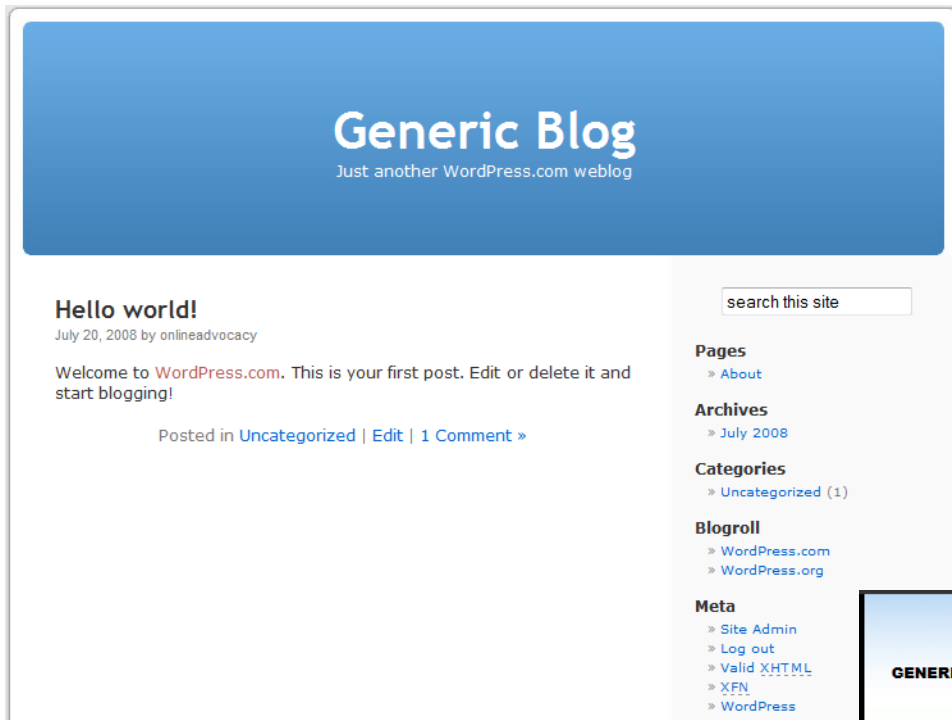 Generic Blog
Just another WordPress.com weblog
Hello world!
July 20, 2008 by onlineadvocacy
Welcome to WordPress.com. This is your first post. Edit or delete it and
start blogging!
Posted in Uncategorized | Edit | 1 Comment »
search this site
Pages
» About
Archives
» July 2008
Categories
» Uncategorized (1)
Blogroll
» WordPress.com
» WordPress.org
Meta
» Site Admin
» Log out
» Valid XHTML
» XFN
» WordPress